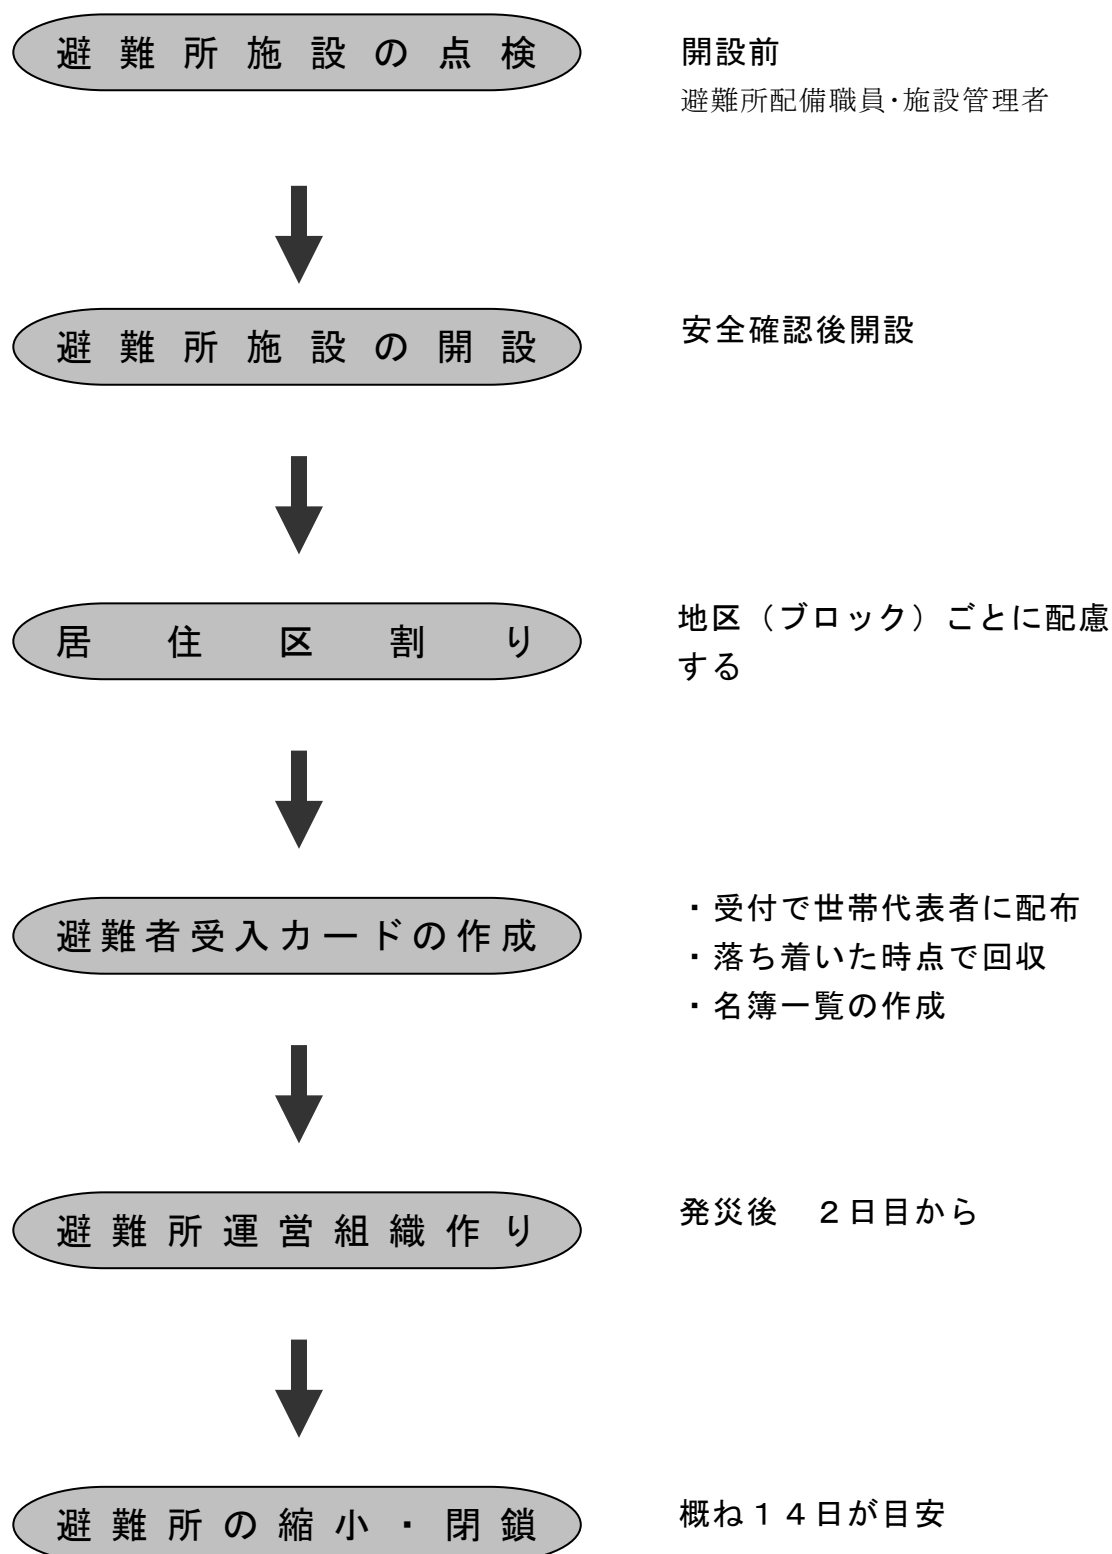 避難所施設の点検
開設前
避難所配備職員・施設管理者
避難所施設の開設
安全確認後開設
居住区割り
地区（ブロック）ごとに配慮
する
避難者受入カードの作成
・受付で世帯代表者に配布
・落ち着いた時点で回収
・名簿一覧の作成
避難所運営組織作り
発災後　２日目から
避難所の縮小・閉鎖
概ね１４日が目安